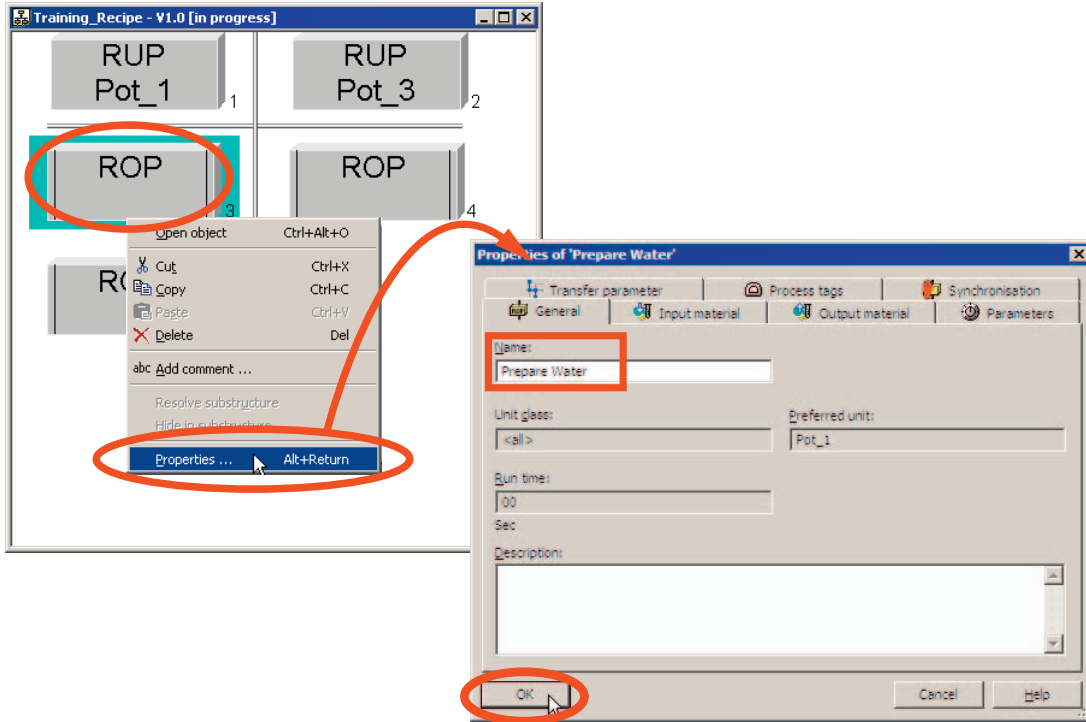 Training_Recipe - V1.0 [in progress]
RUP
Pot_1
1
RUP
Pot_3
2
ROP
3
ROP
4
Open object Ctrl+Alt+O
Cut Ctrl+X
Copy Ctrl+C
Paste Ctrl+V
Delete Del
abc Add comment ...
Resolve substructure
Hide in substructure
Properties ... Alt+Return
Properties of 'Prepare Water'
Transfer parameter Process tags Synchronisation
General Input material Output material Parameters
Name:
Prepare Water
Unit class: Preferred unit:
<all> Pot_1
Run time:
00
Sec
Description:
OK Cancel Help